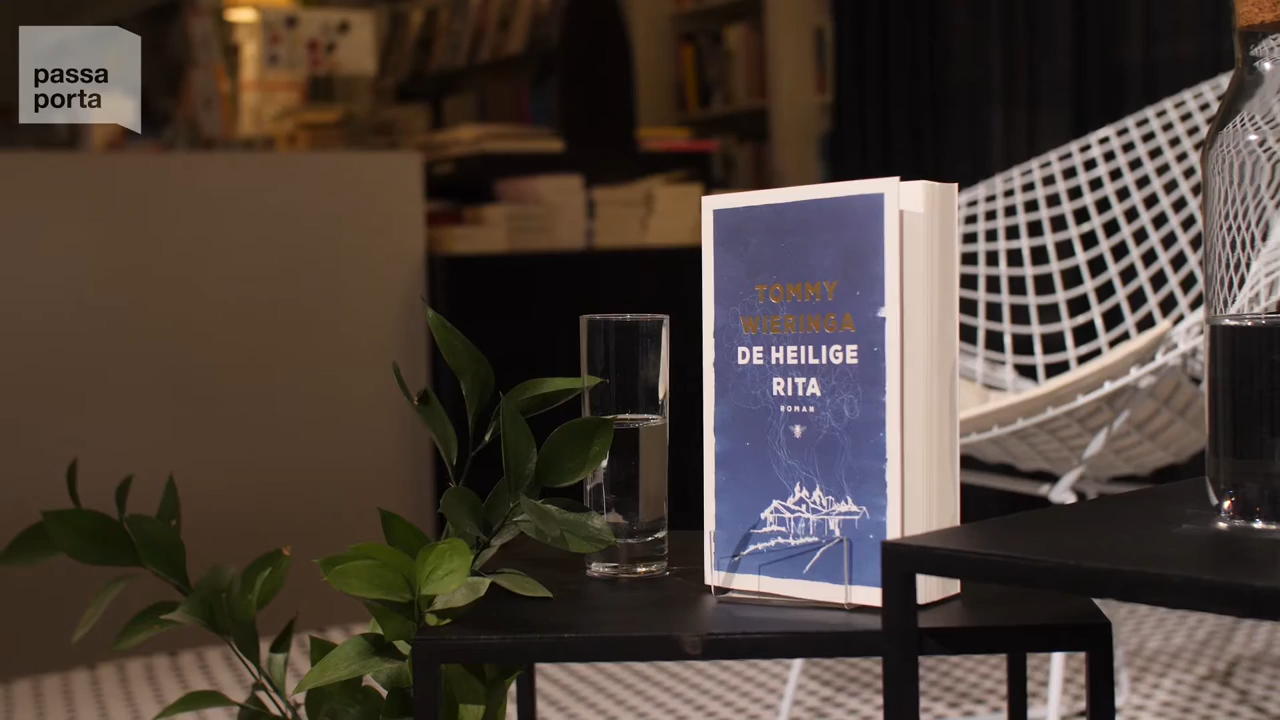 passa
porta
TOMMY
WIERINGA
DE HEILIGE
RITA
ROMAN